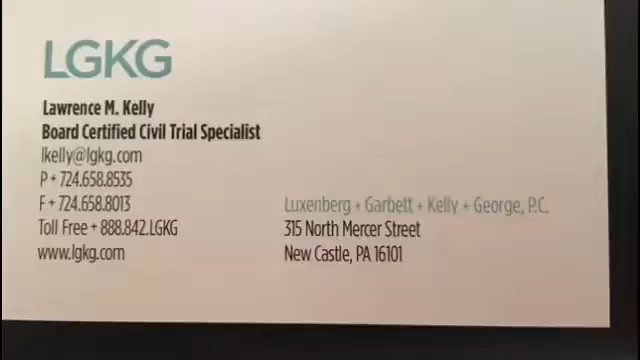 LGKG
Lawrence M. Kelly
Board Certified Civil Trial Specialist
lkelly@lgkg.com
P + 724.658.8535
F + 724.658.8013
Toll Free + 888.842.LGKG
www.lgkg.com
Luxenberg + Garbett + Kelly + George, P.C.
315 North Mercer Street
New Castle, PA 16101